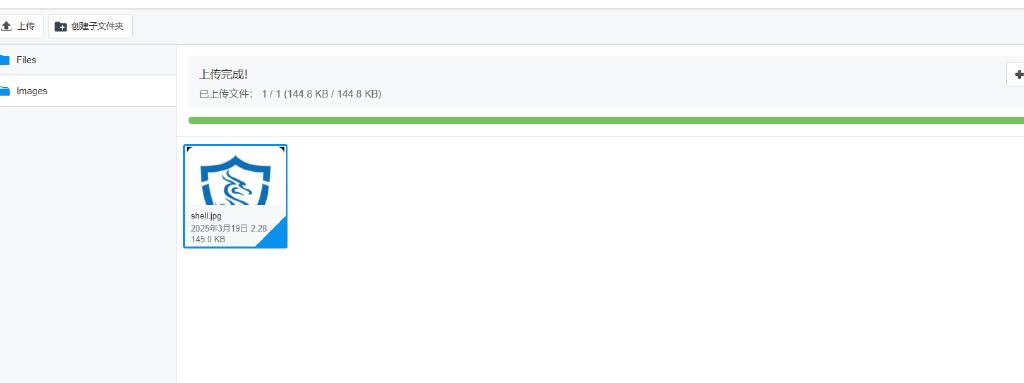 上传
创建子文件夹
Files
Images
上传完成!
已上传文件： 1 / 1 (144.8 KB / 144.8 KB)
shell.jpg
2025年3月19日 2:28
145.0 KB